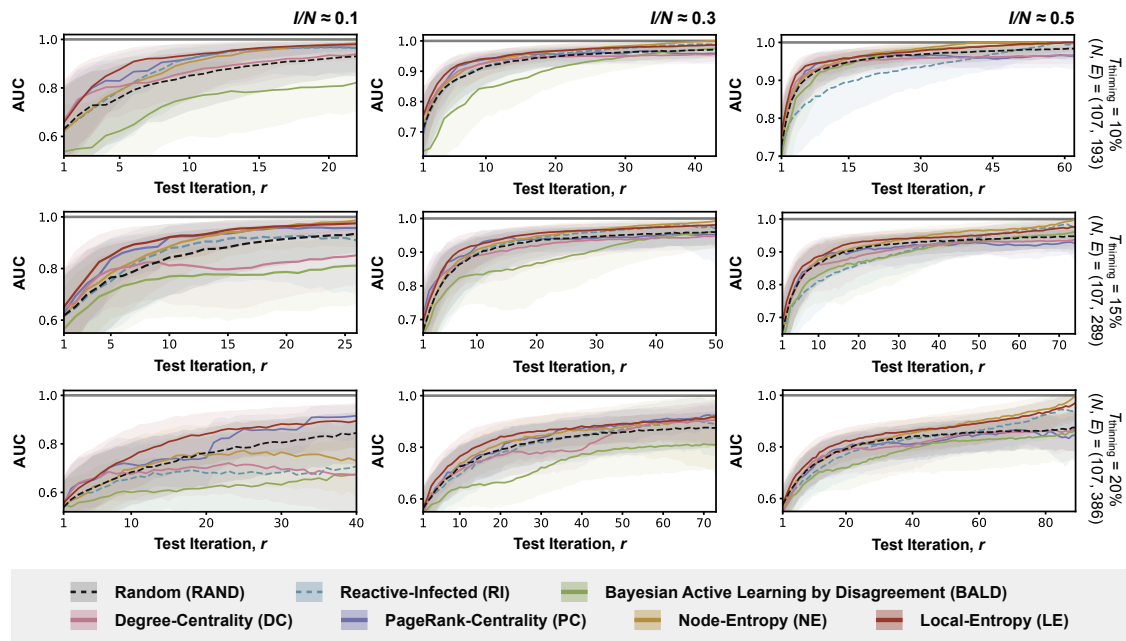 I/N ≈ 0.1
I/N ≈ 0.3
I/N ≈ 0.5
AUC
1.0
0.8
0.6
1
5
10
15
20
Test Iteration, r
AUC
1.0
0.9
0.8
0.7
1
10
20
30
40
Test Iteration, r
AUC
1.0
0.9
0.8
0.7
1
15
30
45
60
Test Iteration, r
T thinning = 10%
(N, E) = (107, 193)
AUC
1.0
0.8
0.6
1
5
10
15
20
25
Test Iteration, r
AUC
1.0
0.9
0.8
0.7
1
10
20
30
40
50
Test Iteration, r
AUC
1.0
0.9
0.8
0.7
1
10
20
30
40
50
60
70
Test Iteration, r
T thinning = 15%
(N, E) = (107, 289)
AUC
1.0
0.8
0.6
1
10
20
30
40
Test Iteration, r
AUC
1.0
0.8
0.6
1
10
20
30
40
50
60
70
Test Iteration, r
AUC
1.0
0.8
0.6
1
20
40
60
80
Test Iteration, r
T thinning = 20%
(N, E) = (107, 386)
Random (RAND)
Reactive-Infected (RI)
Bayesian Active Learning by Disagreement (BALD)
Degree-Centrality (DC)
PageRank-Centrality (PC)
Node-Entropy (NE)
Local-Entropy (LE)